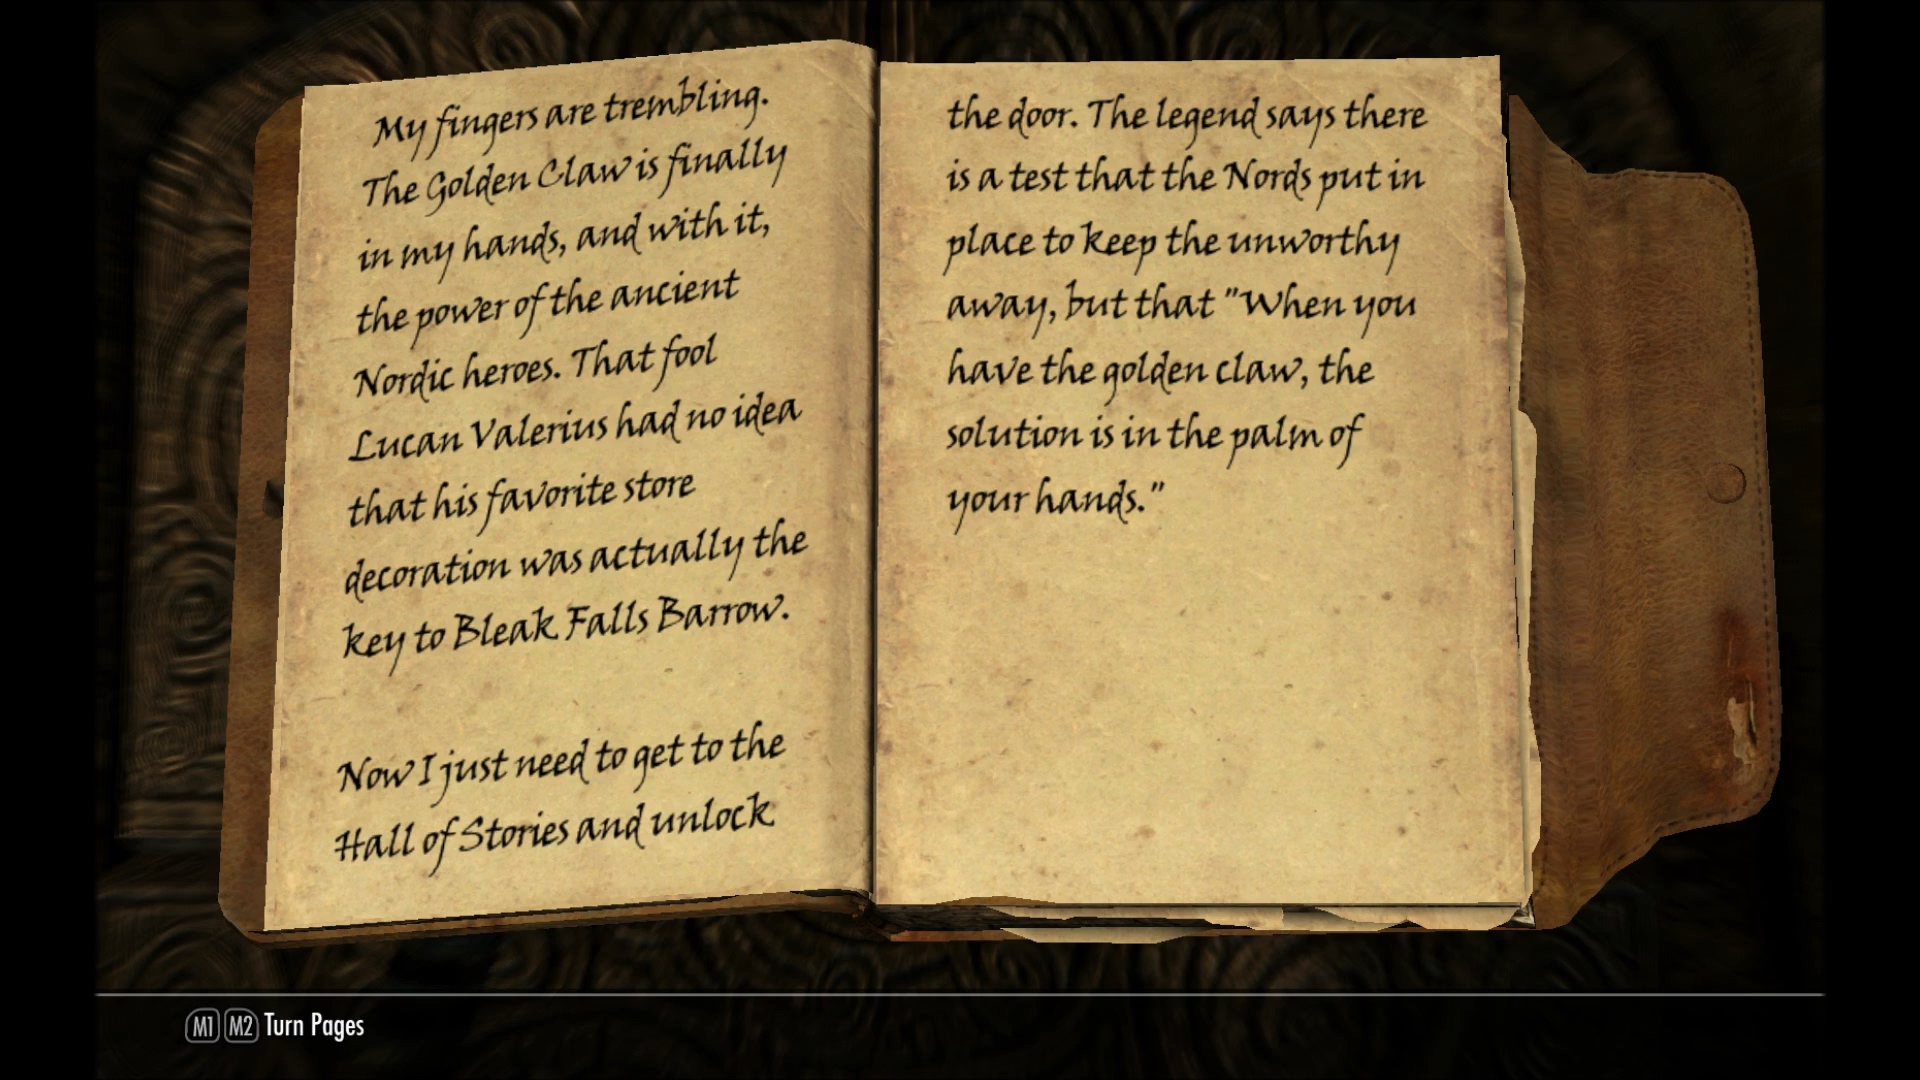 My fingers are trembling.
The Golden Claw is finally
in my hands, and with it,
the power of the ancient
Nordic heroes. That fool
Lucan Valerius had no idea
that his favorite store
decoration was actually the
key to Bleak Falls Barrow.
Now I just need to get to the
Hall of Stories and unlock
the door. The legend says there
is a test that the Nords put in
place to keep the unworthy
away, but that "When you
have the golden claw, the
solution is in the palm of
your hands."
M1 M2 Turn Pages